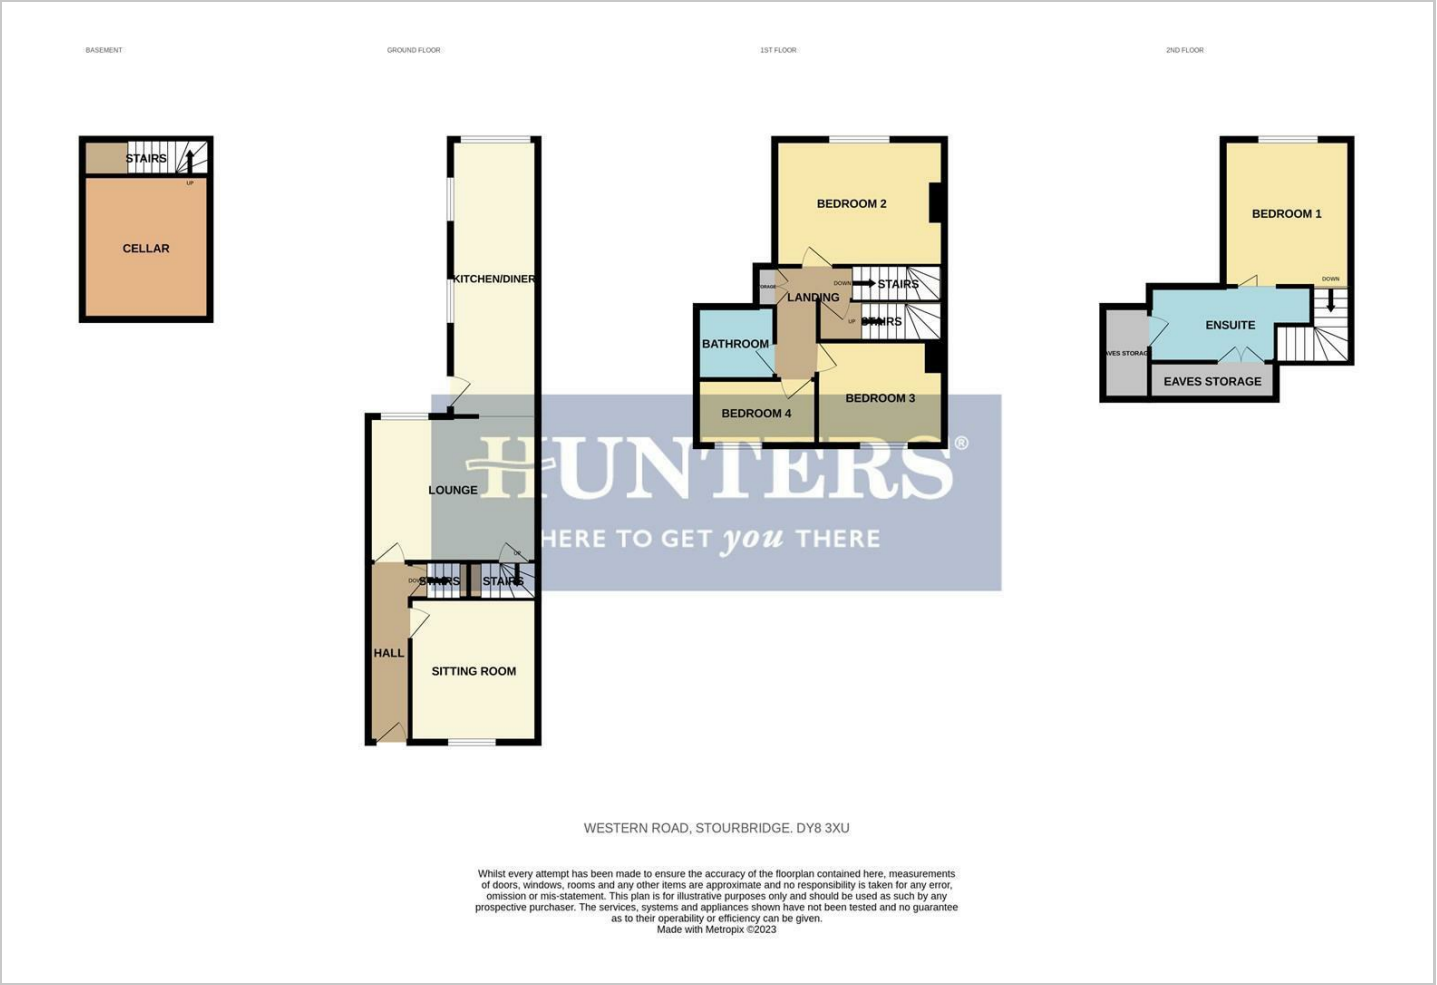 BASEMENT
GROUND FLOOR
1ST FLOOR
2ND FLOOR
STAIRS
UP
CELLAR
KITCHEN/DINER
LOUNGE
UP
DOWN
STAIRS
STAIRS
HALL
SITTING ROOM
BEDROOM 2
DOWN
STAIRS
LANDING
UP
STAIRS
BATHROOM
BEDROOM 3
BEDROOM 4
BEDROOM 1
DOWN
ENSUITE
EAVES STORAGE
HUNTERS®
HERE TO GET you THERE
WESTERN ROAD, STOURBRIDGE. DY8 3XU
Whilst every attempt has been made to ensure the accuracy of the floorplan contained here, measurements
of doors, windows, rooms and any other items are approximate and no responsibility is taken for any error,
omission or mis-statement. This plan is for illustrative purposes only and should be used as such by any
prospective purchaser. The services, systems and appliances shown have not been tested and no guarantee
as to their operability or efficiency can be given.
Made with Metropix ©2023